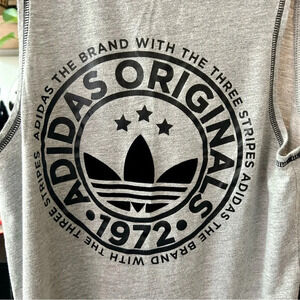 ADIDAS THE BRAND WITH THE THREE STRIPES ADIDAS THE BRAND WITH THE THREE STRIPES
ADIDAS ORIGINALS
• 1972 •